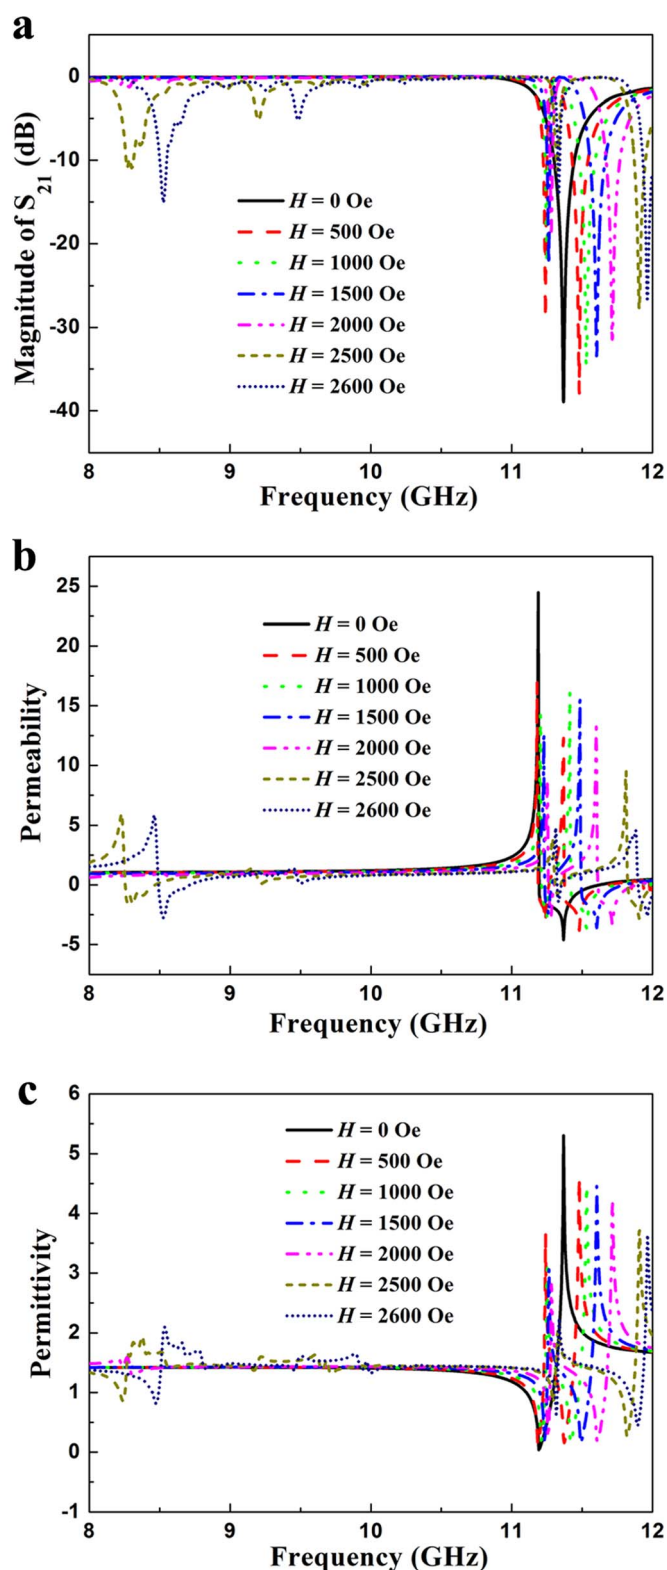 a
0
-10
-20
-30
-40
Magnitude of S21 (dB)
H = 0 Oe
H = 500 Oe
H = 1000 Oe
H = 1500 Oe
H = 2000 Oe
H = 2500 Oe
H = 2600 Oe
8 9 10 11 12
Frequency (GHz)
b
25
20
15
10
5
0
-5
Permeability
H = 0 Oe
H = 500 Oe
H = 1000 Oe
H = 1500 Oe
H = 2000 Oe
H = 2500 Oe
H = 2600 Oe
8 9 10 11 12
Frequency (GHz)
c
6
5
4
3
2
1
0
-1
Permittivity
H = 0 Oe
H = 500 Oe
H = 1000 Oe
H = 1500 Oe
H = 2000 Oe
H = 2500 Oe
H = 2600 Oe
8 9 10 11 12
Frequency (GHz)